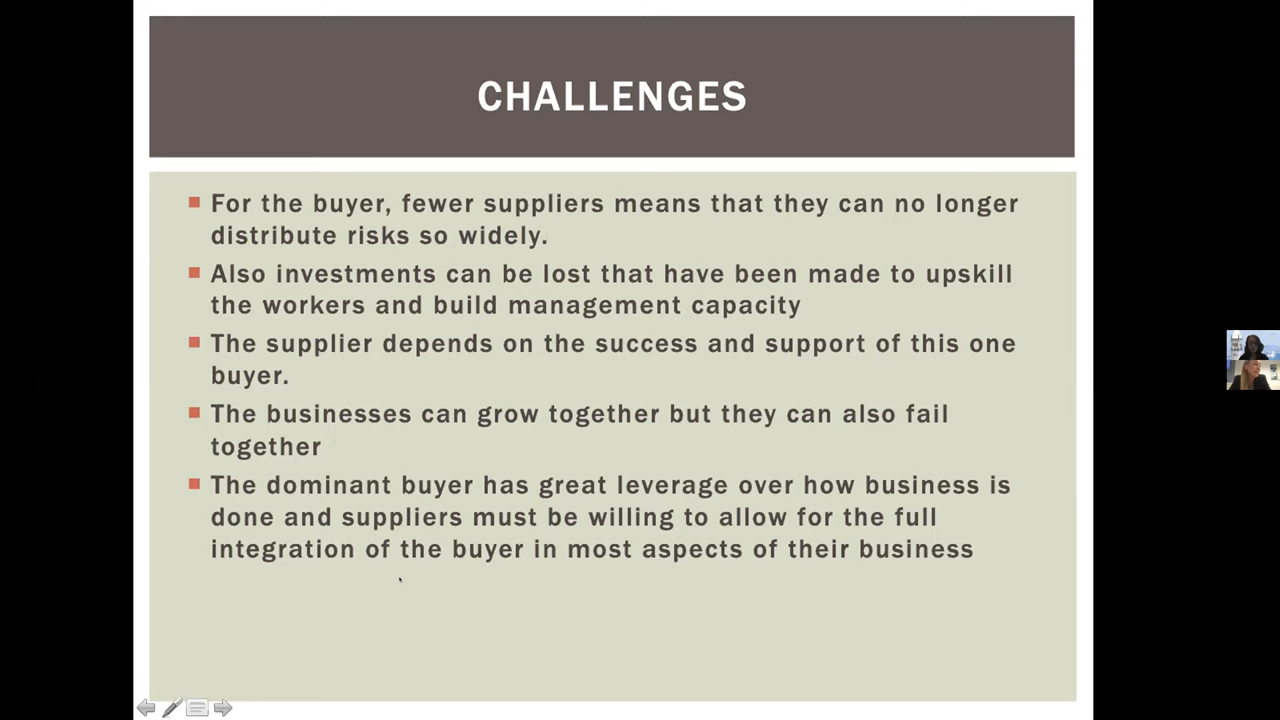 CHALLENGES
For the buyer, fewer suppliers means that they can no longer
distribute risks so widely.
Also investments can be lost that have been made to upskill
the workers and build management capacity
The supplier depends on the success and support of this one
buyer.
The businesses can grow together but they can also fail
together
The dominant buyer has great leverage over how business is
done and suppliers must be willing to allow for the full
integration of the buyer in most aspects of their business